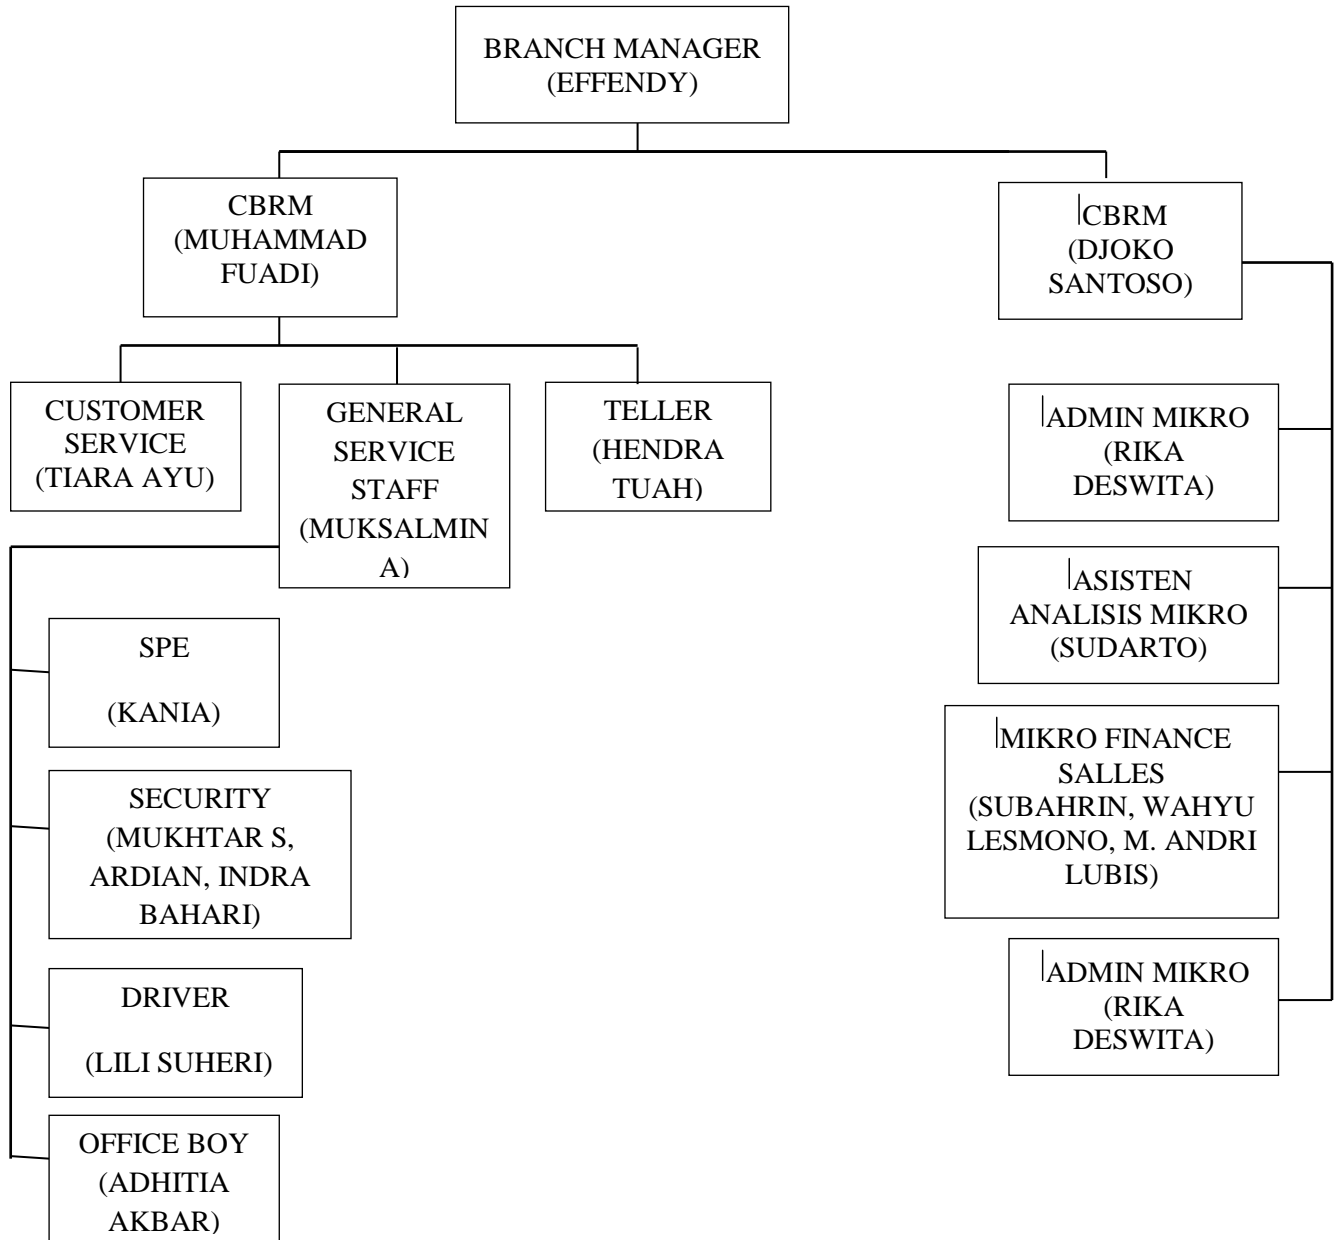 BRANCH MANAGER
(EFFENDY)
CBRM
(MUHAMMAD
FUADI)
CBRM
(DJOKO
SANTOSO)
CUSTOMER
SERVICE
(TIARA AYU)
GENERAL
SERVICE
STAFF
(MUKSALMIN
A)
TELLER
(HENDRA
TUAH)
SPE
(KANIA)
SECURITY
(MUKHTAR S,
ARDIAN, INDRA
BAHARI)
DRIVER
(LILI SUHERI)
OFFICE BOY
(ADHITIA
AKBAR)
ADMIN MIKRO
(RIKA
DESWITA)
ASISTEN
ANALISIS MIKRO
(SUDARTO)
MIKRO FINANCE
SALLES
(SUBAHRIN, WAHYU
LESMONO, M. ANDRI
LUBIS)
ADMIN MIKRO
(RIKA
DESWITA)